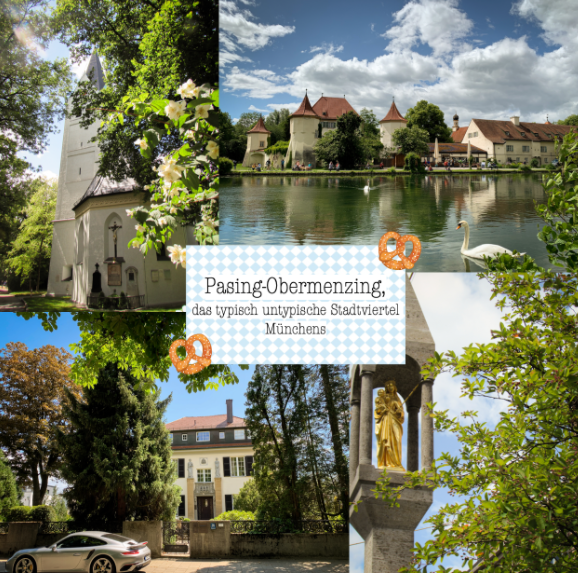 Pasing-Obermenzing,
das typisch untypische Stadtviertel
Münchens